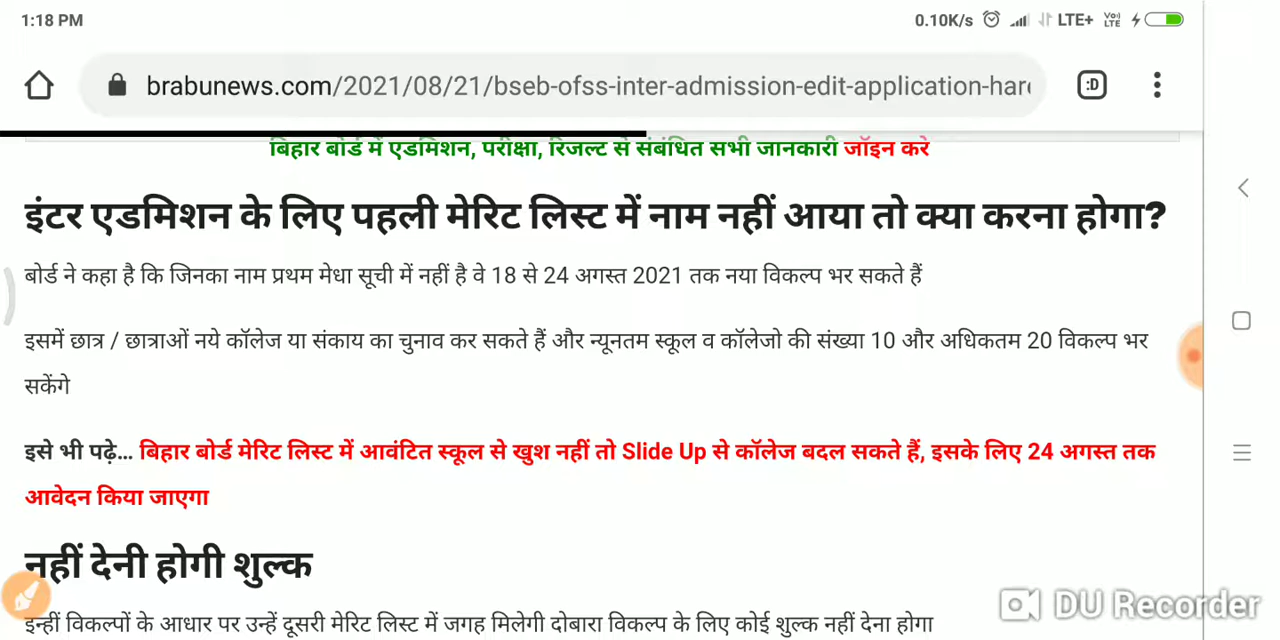 1:18 PM
0.10K/s LTE+ Vo) LTE
brabunews.com/2021/08/21/bseb-ofss-inter-admission-edit-application-hard
:D
बिहार बोर्ड में एडमिशन, परीक्षा, रिजल्ट से संबंधित सभी जानकारी जॉइन करे
इंटर एडमिशन के लिए पहली मेरिट लिस्ट में नाम नहीं आया तो क्या करना होगा?
बोर्ड ने कहा है कि जिनका नाम प्रथम मेधा सूची में नहीं है वे 18 से 24 अगस्त 2021 तक नया विकल्प भर सकते हैं
इसमें छात्र / छात्राओं नये कॉलेज या संकाय का चुनाव कर सकते हैं और न्यूनतम स्कूल व कॉलेजो की संख्या 10 और अधिकतम 20 विकल्प भर
सकेंगे
इसे भी पढ़े... बिहार बोर्ड मेरिट लिस्ट में आवंटित स्कूल से खुश नहीं तो Slide Up से कॉलेज बदल सकते हैं, इसके लिए 24 अगस्त तक
आवेदन किया जाएगा
नहीं देनी होगी शुल्क
इन्हीं विकल्पों के आधार पर उन्हें दूसरी मेरिट लिस्ट में जगह मिलेगी दोबारा विकल्प के लिए कोई शुल्क नहीं देना होगा
DU Recorder